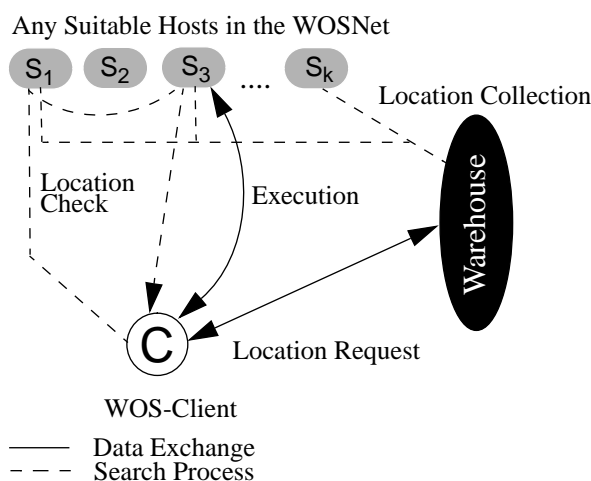 Any Suitable Hosts in the WOSNet
S1 S2 S3 .... Sk
Location Collection
Location
Check
Execution
Warehouse
C
Location Request
WOS-Client
Data Exchange
Search Process